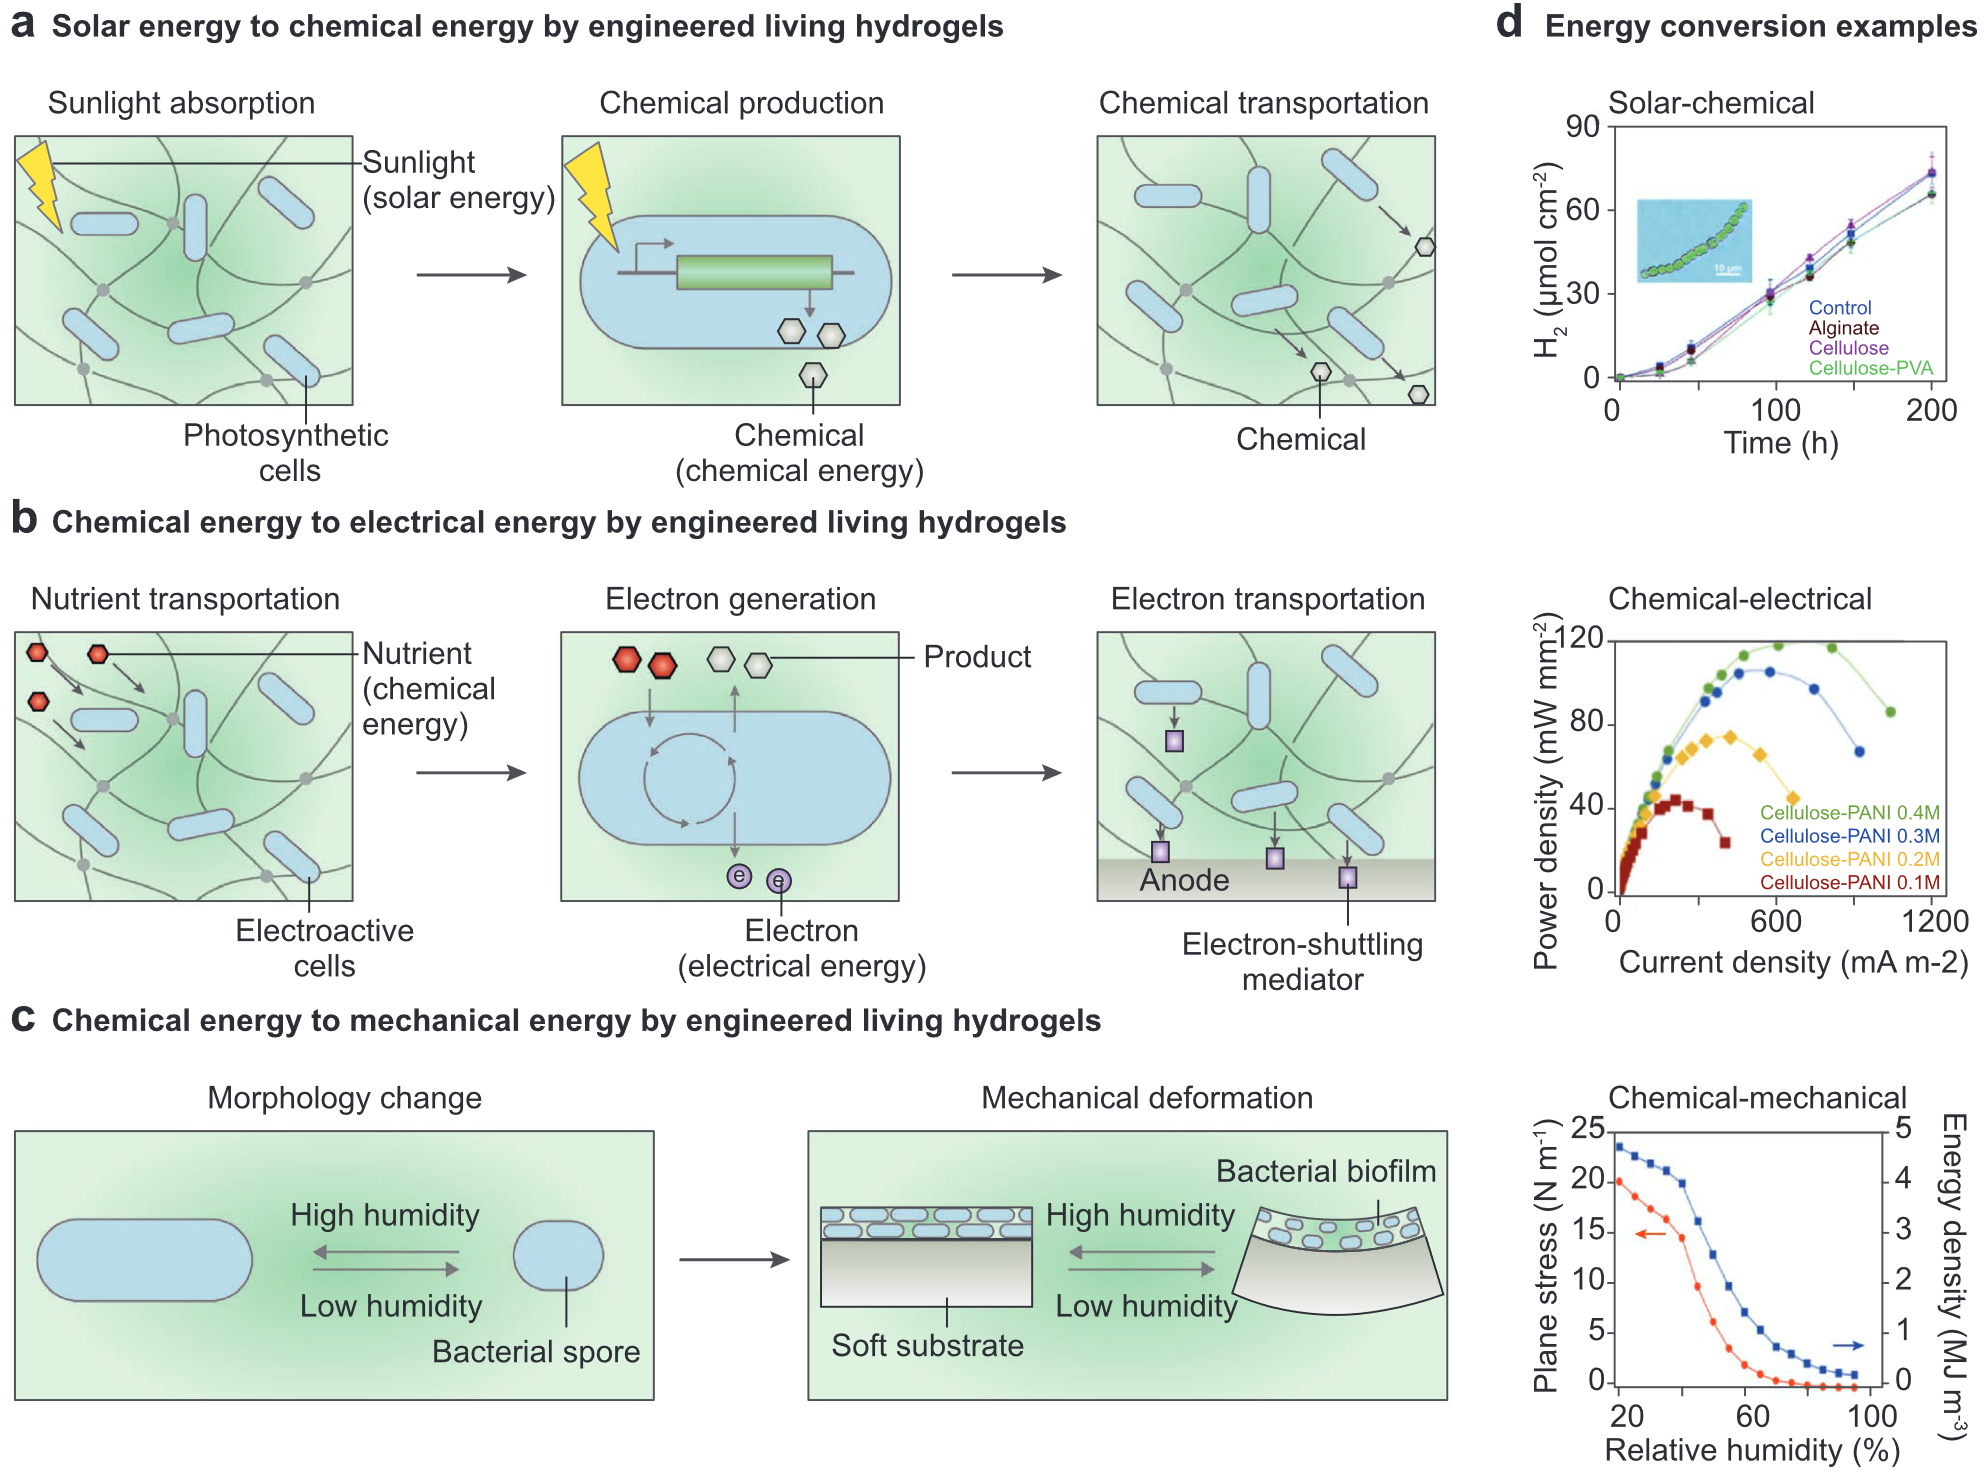 a Solar energy to chemical energy by engineered living hydrogels
Sunlight absorption
Chemical production
Chemical transportation
Sunlight
(solar energy)
Photosynthetic
cells
Chemical
(chemical energy)
Chemical
b Chemical energy to electrical energy by engineered living hydrogels
Nutrient transportation
Electron generation
Electron transportation
Nutrient
(chemical
energy)
Product
e e
Anode
Electroactive
cells
Electron
(electrical energy)
Electron-shuttling
mediator
c Chemical energy to mechanical energy by engineered living hydrogels
Morphology change
Mechanical deformation
High humidity
Low humidity
Bacterial spore
Bacterial biofilm
High humidity
Low humidity
Soft substrate
d Energy conversion examples
Solar-chemical
90
60
30
0
H2 (μmol cm-2)
10 μm
Control
Alginate
Cellulose
Cellulose-PVA
0 100 200
Time (h)
Chemical-electrical
120
80
40
0
Power density (mW mm-2)
Cellulose-PANI 0.4M
Cellulose-PANI 0.3M
Cellulose-PANI 0.2M
Cellulose-PANI 0.1M
0 600 1200
Current density (mA m-2)
Chemical-mechanical
25
20
15
10
5
0
Plane stress (N m-1)
5
4
3
2
1
0
Energy density (MJ m-3)
20 60 100
Relative humidity (%)